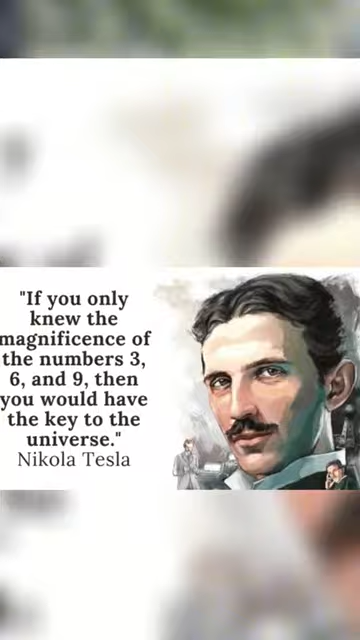 "If you only
knew the
magnificence of
the numbers 3,
6, and 9, then
you would have
the key to the
universe."
Nikola Tesla